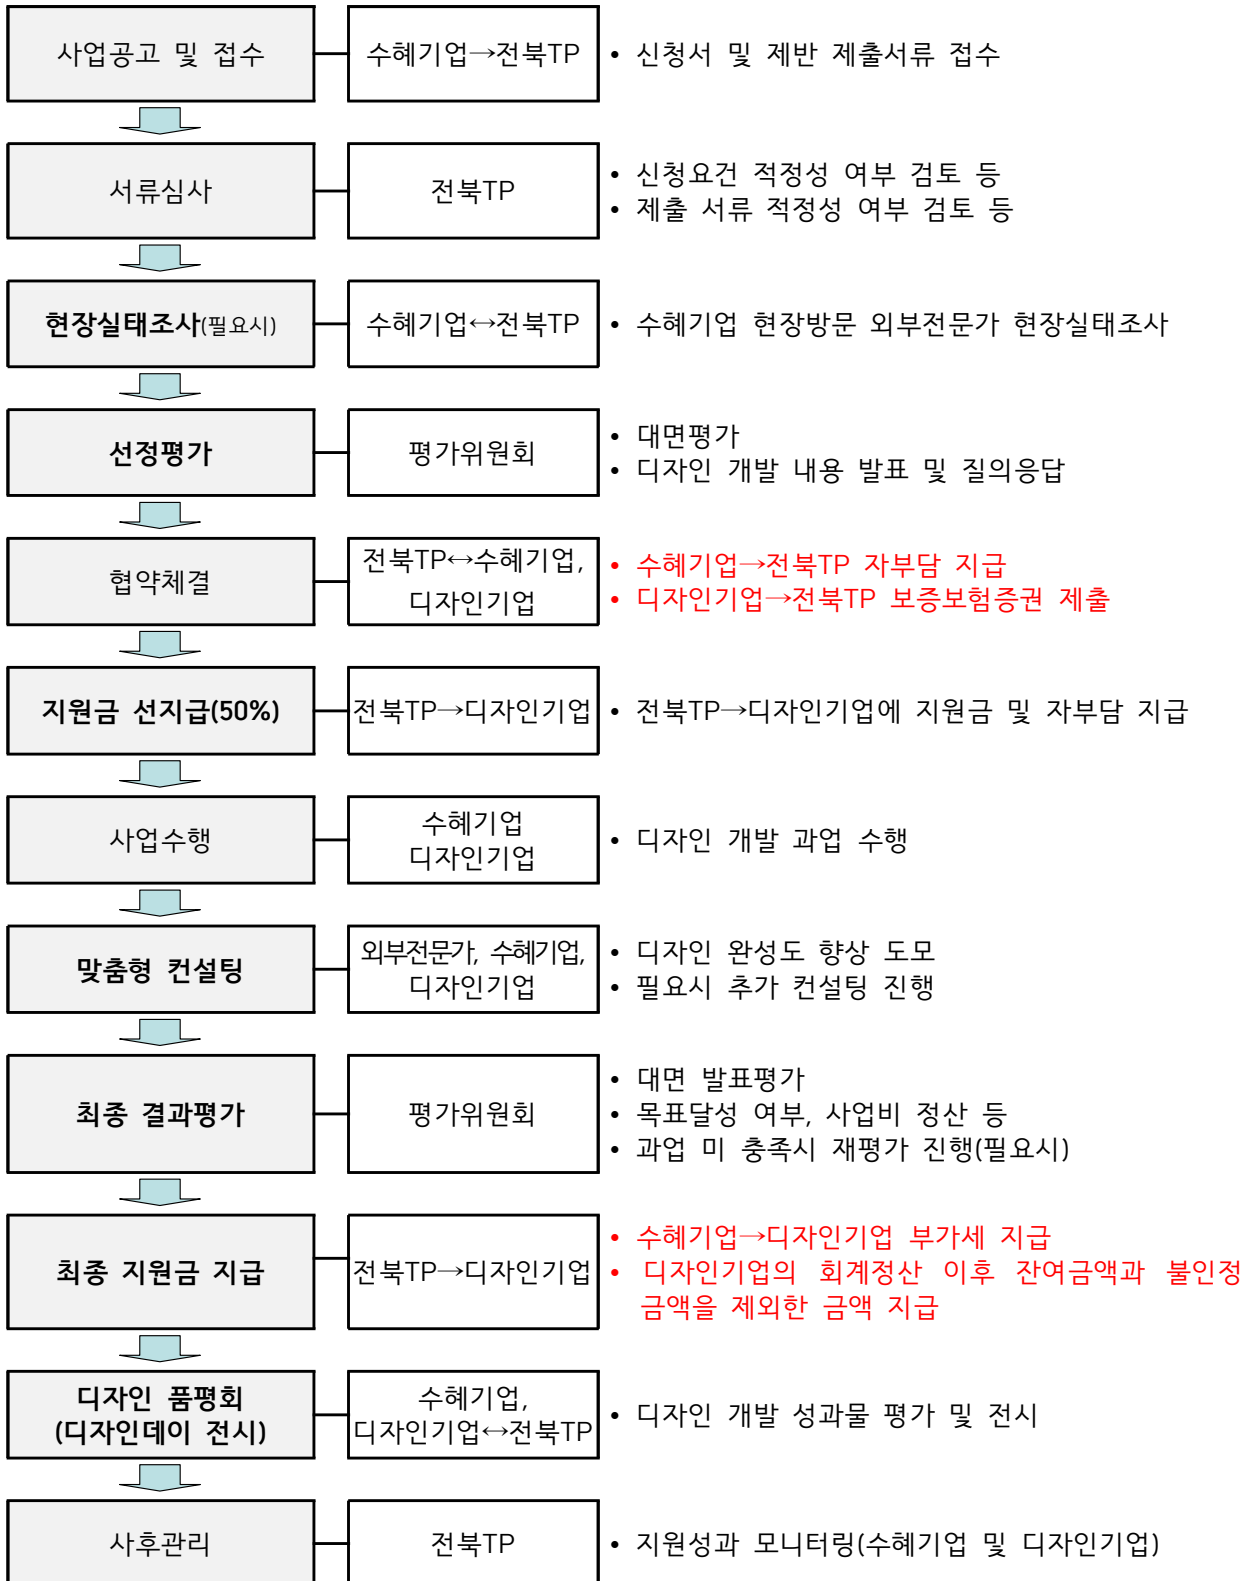 사업공고 및 접수
수혜기업→전북TP
• 신청서 및 제반 제출서류 접수
서류심사
전북TP
• 신청요건 적정성 여부 검토 등
• 제출 서류 적정성 여부 검토 등
현장실태조사(필요시)
수혜기업↔전북TP
• 수혜기업 현장방문 외부전문가 현장실태조사
선정평가
평가위원회
• 대면평가
• 디자인 개발 내용 발표 및 질의응답
협약체결
전북TP↔수혜기업,
디자인기업
• 수혜기업→전북TP 자부담 지급
• 디자인기업→전북TP 보증보험증권 제출
지원금 선지급(50%)
전북TP→디자인기업
• 전북TP→디자인기업에 지원금 및 자부담 지급
사업수행
수혜기업
디자인기업
• 디자인 개발 과업 수행
맞춤형 컨설팅
외부전문가, 수혜기업,
디자인기업
• 디자인 완성도 향상 도모
• 필요시 추가 컨설팅 진행
최종 결과평가
평가위원회
• 대면 발표평가
• 목표달성 여부, 사업비 정산 등
• 과업 미 충족시 재평가 진행(필요시)
최종 지원금 지급
전북TP→디자인기업
• 수혜기업→디자인기업 부가세 지급
• 디자인기업의 회계정산 이후 잔여금액과 불인정
금액을 제외한 금액 지급
디자인 품평회
(디자인데이 전시)
수혜기업,
디자인기업↔전북TP
• 디자인 개발 성과물 평가 및 전시
사후관리
전북TP
• 지원성과 모니터링(수혜기업 및 디자인기업)